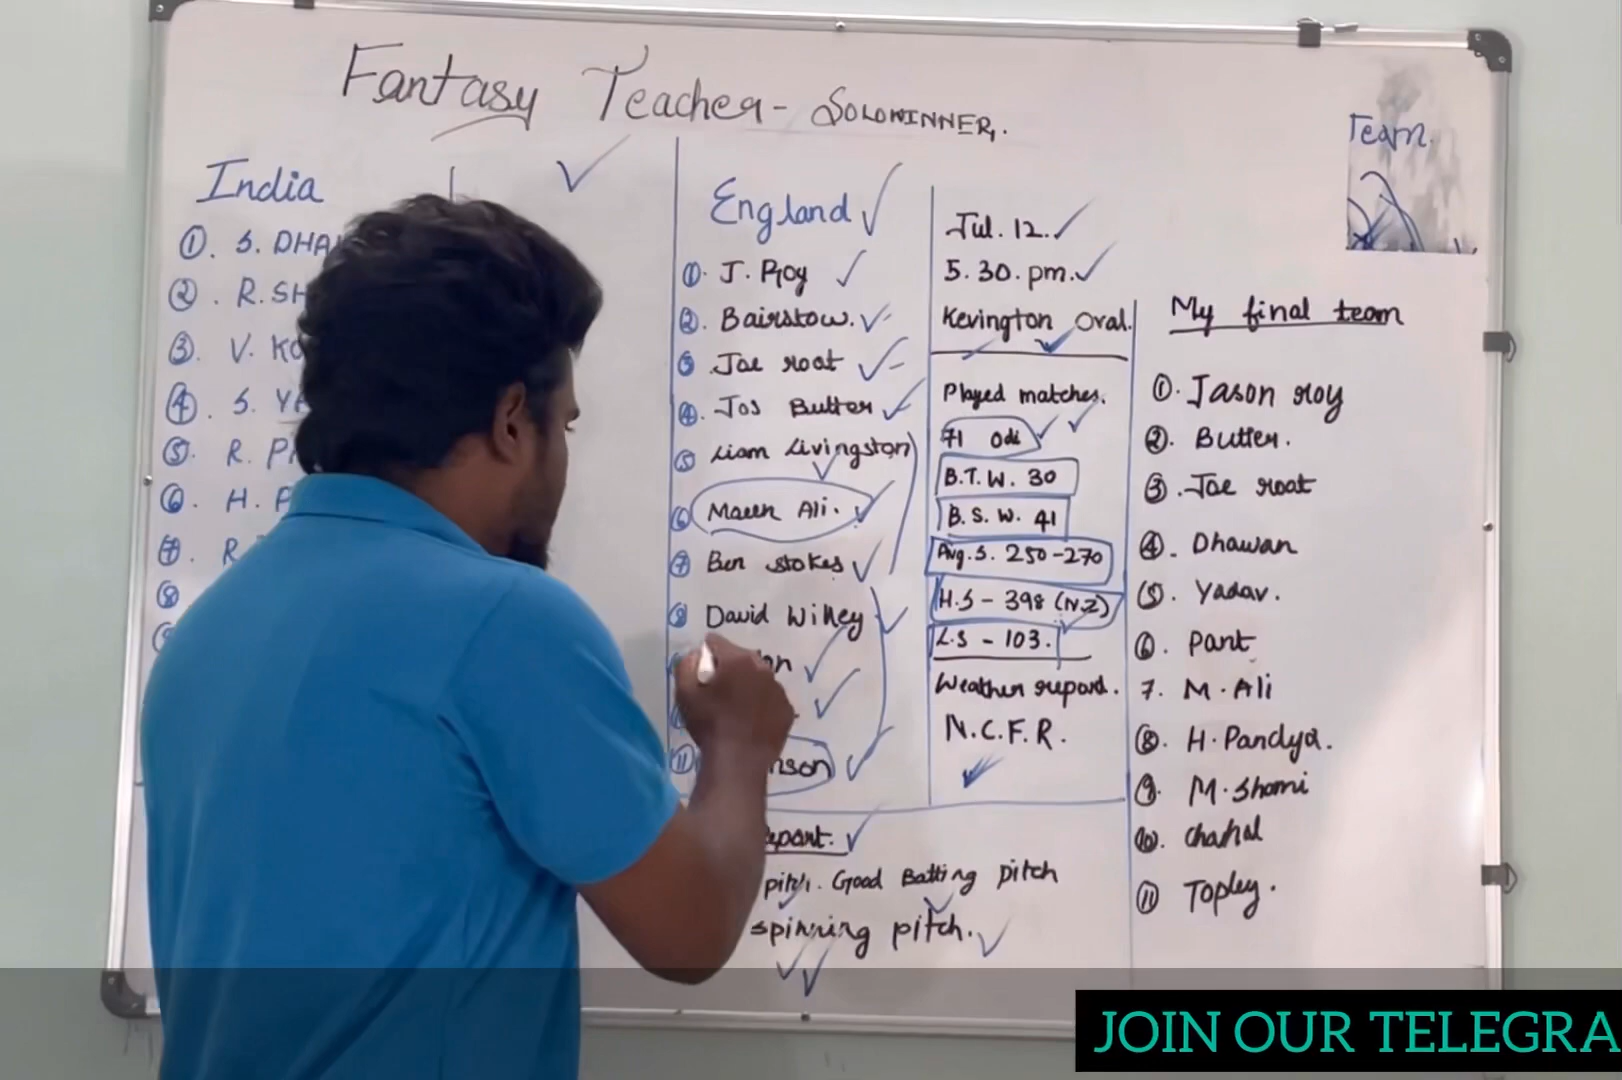 Fantasy Teacher - SOLOWINNER.
Team.
India
①. S. DHA
②. R. SH
③. V. KO
④. S. YA
⑤. R. P
⑥. H. P
⑦. R
⑧
England
①. J. Roy
②. Bairstow.
③ Joe root
④. Jos Butter
⑤ Liam Livingston
⑥ Maeen Ali.
⑦ Ben stokes
⑧ David Willey
⑪ nson
Jul. 12.
5.30.pm.
Kevington Oval.
Played matches.
71 Odi
B.T.W. 30
B.S.W. 41
Avg.S. 250-270
H.S - 398 (N.Z)
L.S - 103.
Weather report.
N.C.F.R.
epont.
pitch. Good Batting pitch
spinning pitch.
My final team
①. Jason roy
②. Butter.
③. Joe root
④. Dhawan
⑤. Yadav.
⑥. Pant
7. M. Ali
⑧. H. Pandya.
⑨. M. Shami
⑩. chahal
⑪ Topley.
JOIN OUR TELEGRA